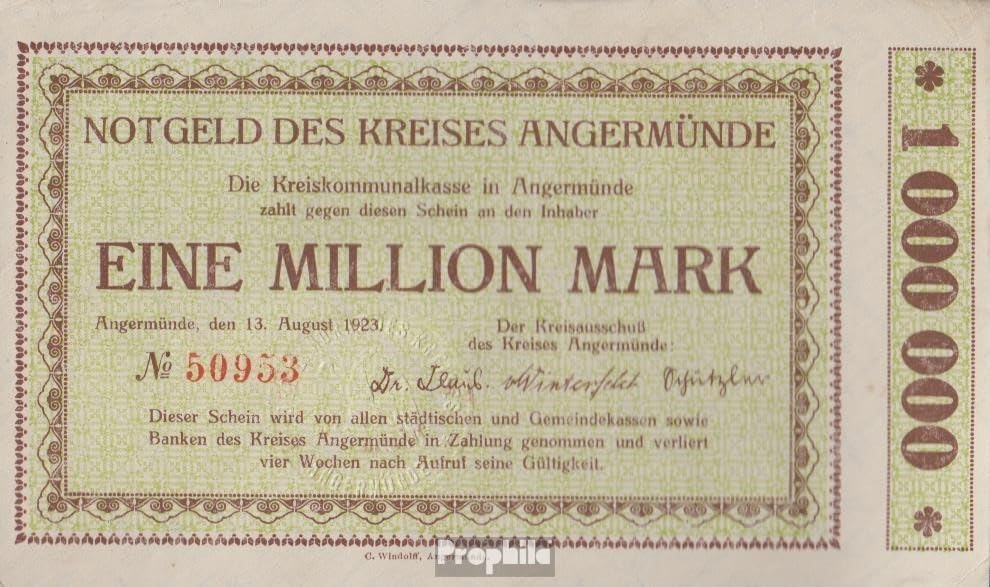 NOTGELD DES KREISES ANGERMÜNDE
Die Kreiskommunalkasse in Angermünde
zahlt gegen diesen Schein an den Inhaber
EINE MILLION MARK
Angermünde, den 13. August 1923.
Der Kreisausschuß
des Kreises Angermünde:
№ 50953
Dr.
Dieser Schein wird von allen städtischen und Gemeindekassen sowie
Banken des Kreises Angermünde in Zahlung genommen und verliert
vier Wochen nach Aufruf seine Gültigkeit.
C. Windolff,
Prophila
* 1 000 000 *